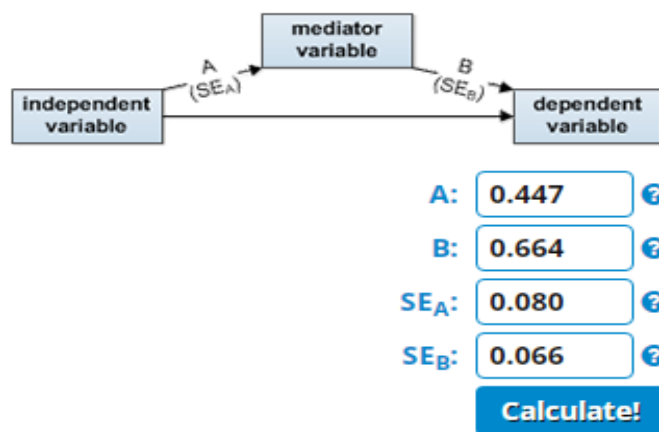 mediator
variable
A
(SEA)
B
(SEB)
independent
variable
dependent
variable
A: 0.447 ?
B: 0.664 ?
SEA: 0.080 ?
SEB: 0.066 ?
Calculate!